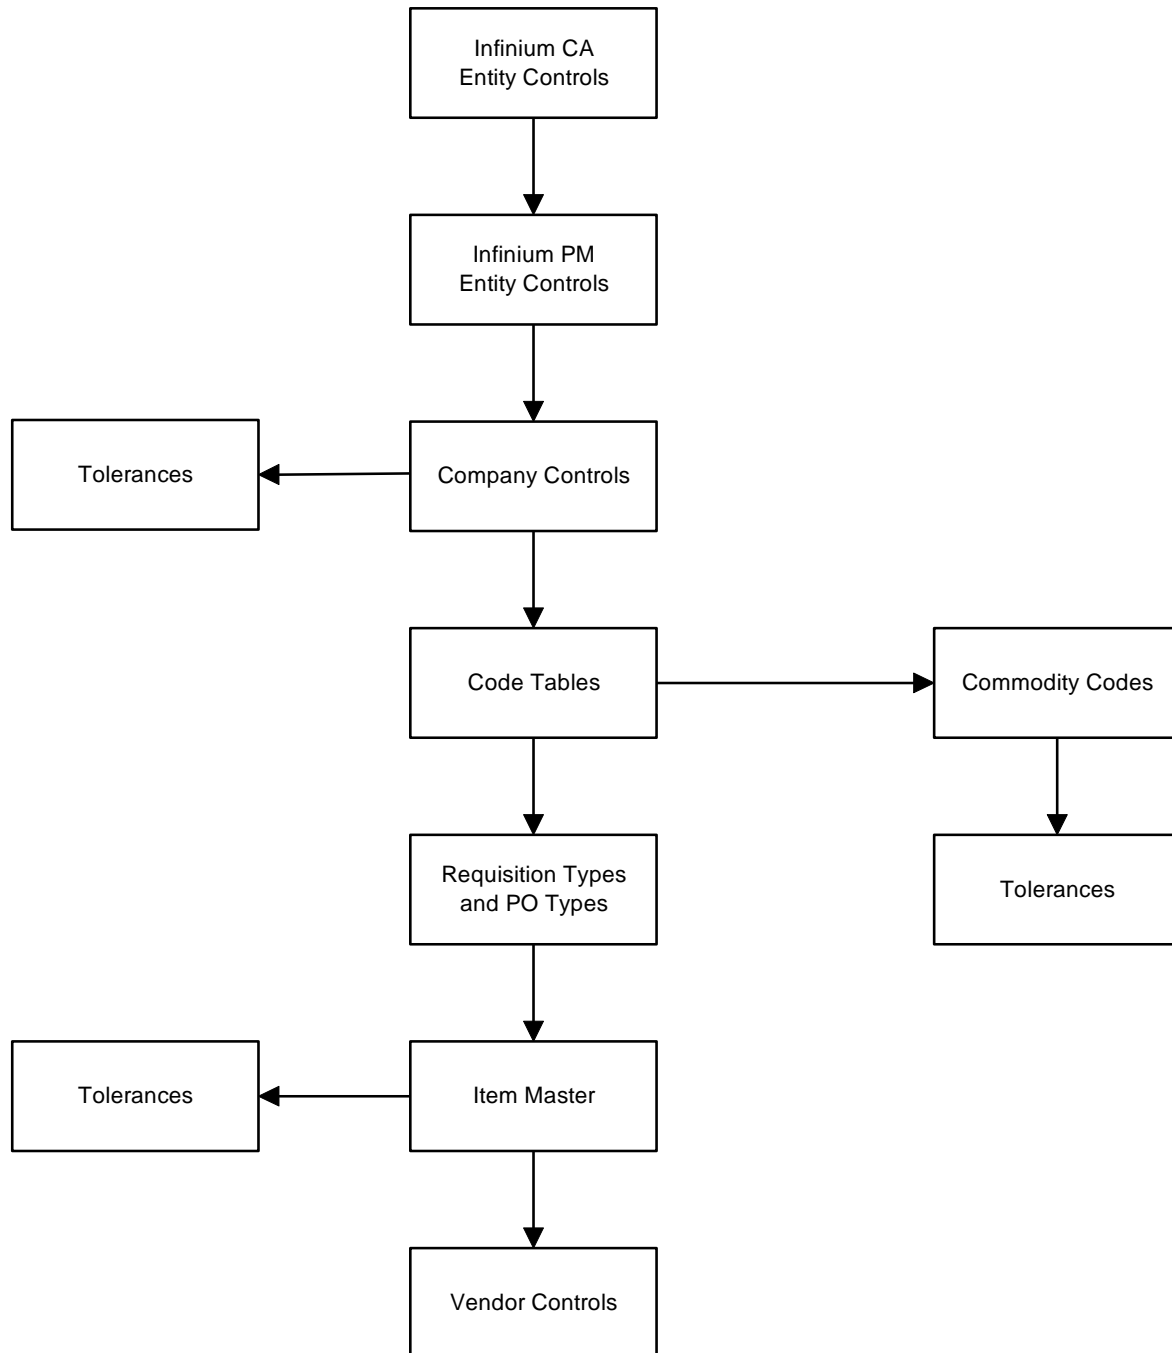 Infinium CA
Entity Controls
Infinium PM
Entity Controls
Tolerances
Company Controls
Code Tables
Commodity Codes
Requisition Types
and PO Types
Tolerances
Tolerances
Item Master
Vendor Controls